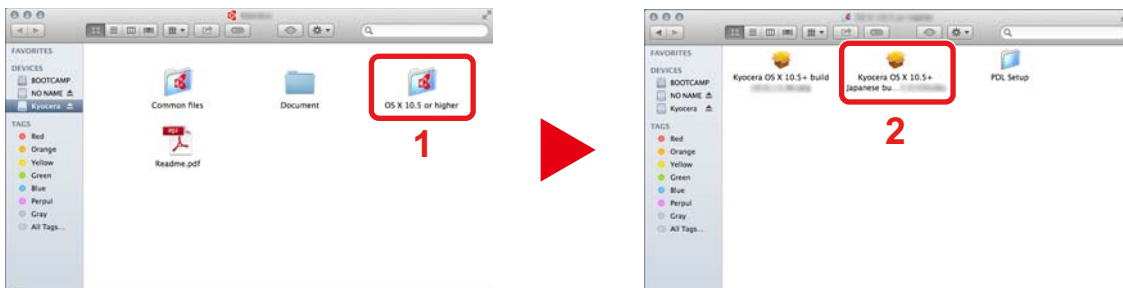 FAVORITES
DEVICES
BOOTCAMP
NO NAME
Kyocera
TAGS
Red
Orange
Yellow
Green
Blue
Perpul
Gray
All Tags...
Common files
Document
OS X 10.5 or higher
1
PDF
Readme.pdf
FAVORITES
DEVICES
BOOTCAMP
NO NAME
Kyocera
TAGS
Red
Orange
Yellow
Green
Blue
Perpul
Gray
All Tags...
Kyocera OS X 10.5+ build
Kyocera OS X 10.5+
Japanese bu...
PDL Setup
2